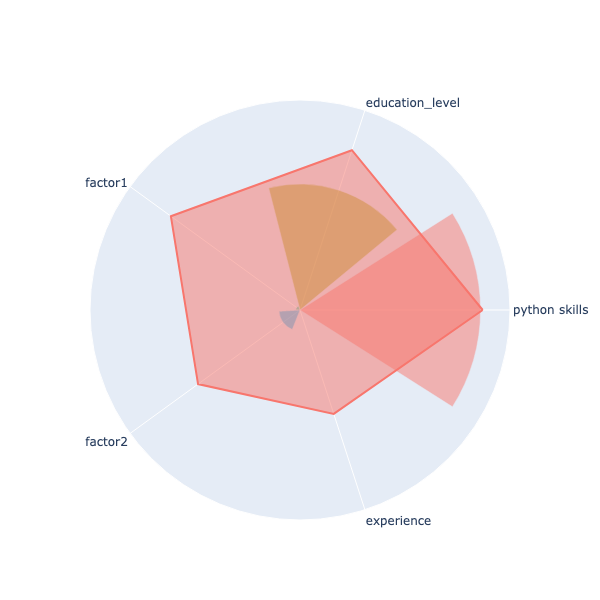 education_level
factor1
python skills
factor2
experience